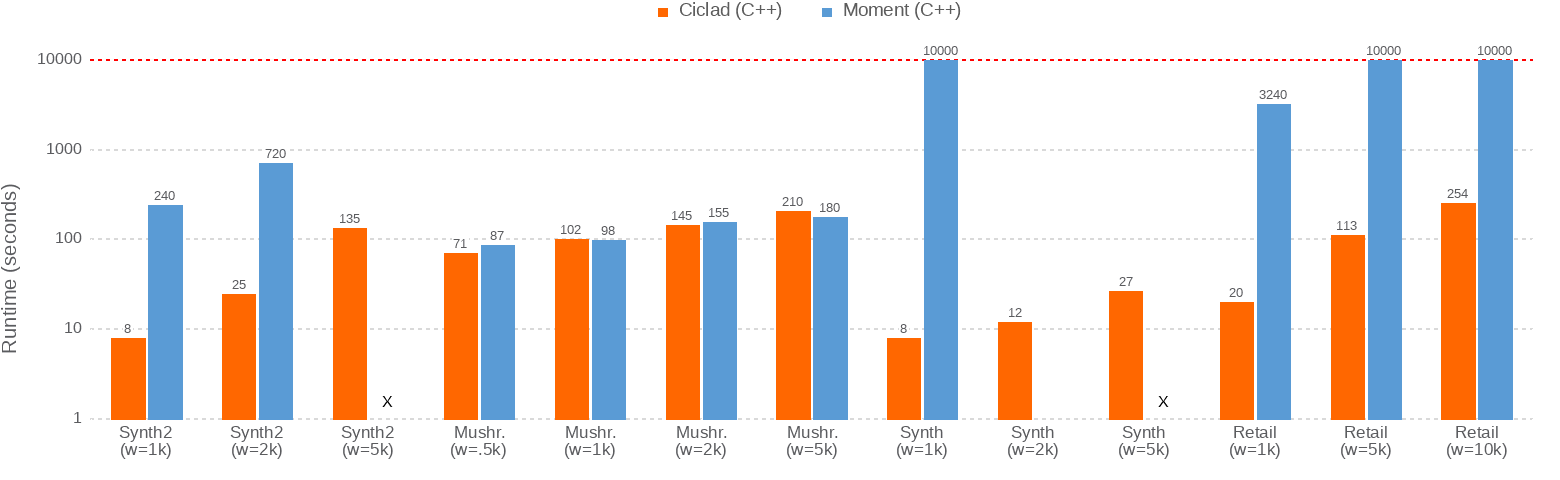 Ciclad (C++) Moment (C++)
Runtime (seconds)
10000
1000
100
10
1
8 240
25 720
135 X
71 87
102 98
145 155
210 180
8 10000
12
27 X
20 3240
113 10000
254 10000
Synth2 (w=1k)
Synth2 (w=2k)
Synth2 (w=5k)
Mushr. (w=.5k)
Mushr. (w=1k)
Mushr. (w=2k)
Mushr. (w=5k)
Synth (w=1k)
Synth (w=2k)
Synth (w=5k)
Retail (w=1k)
Retail (w=5k)
Retail (w=10k)